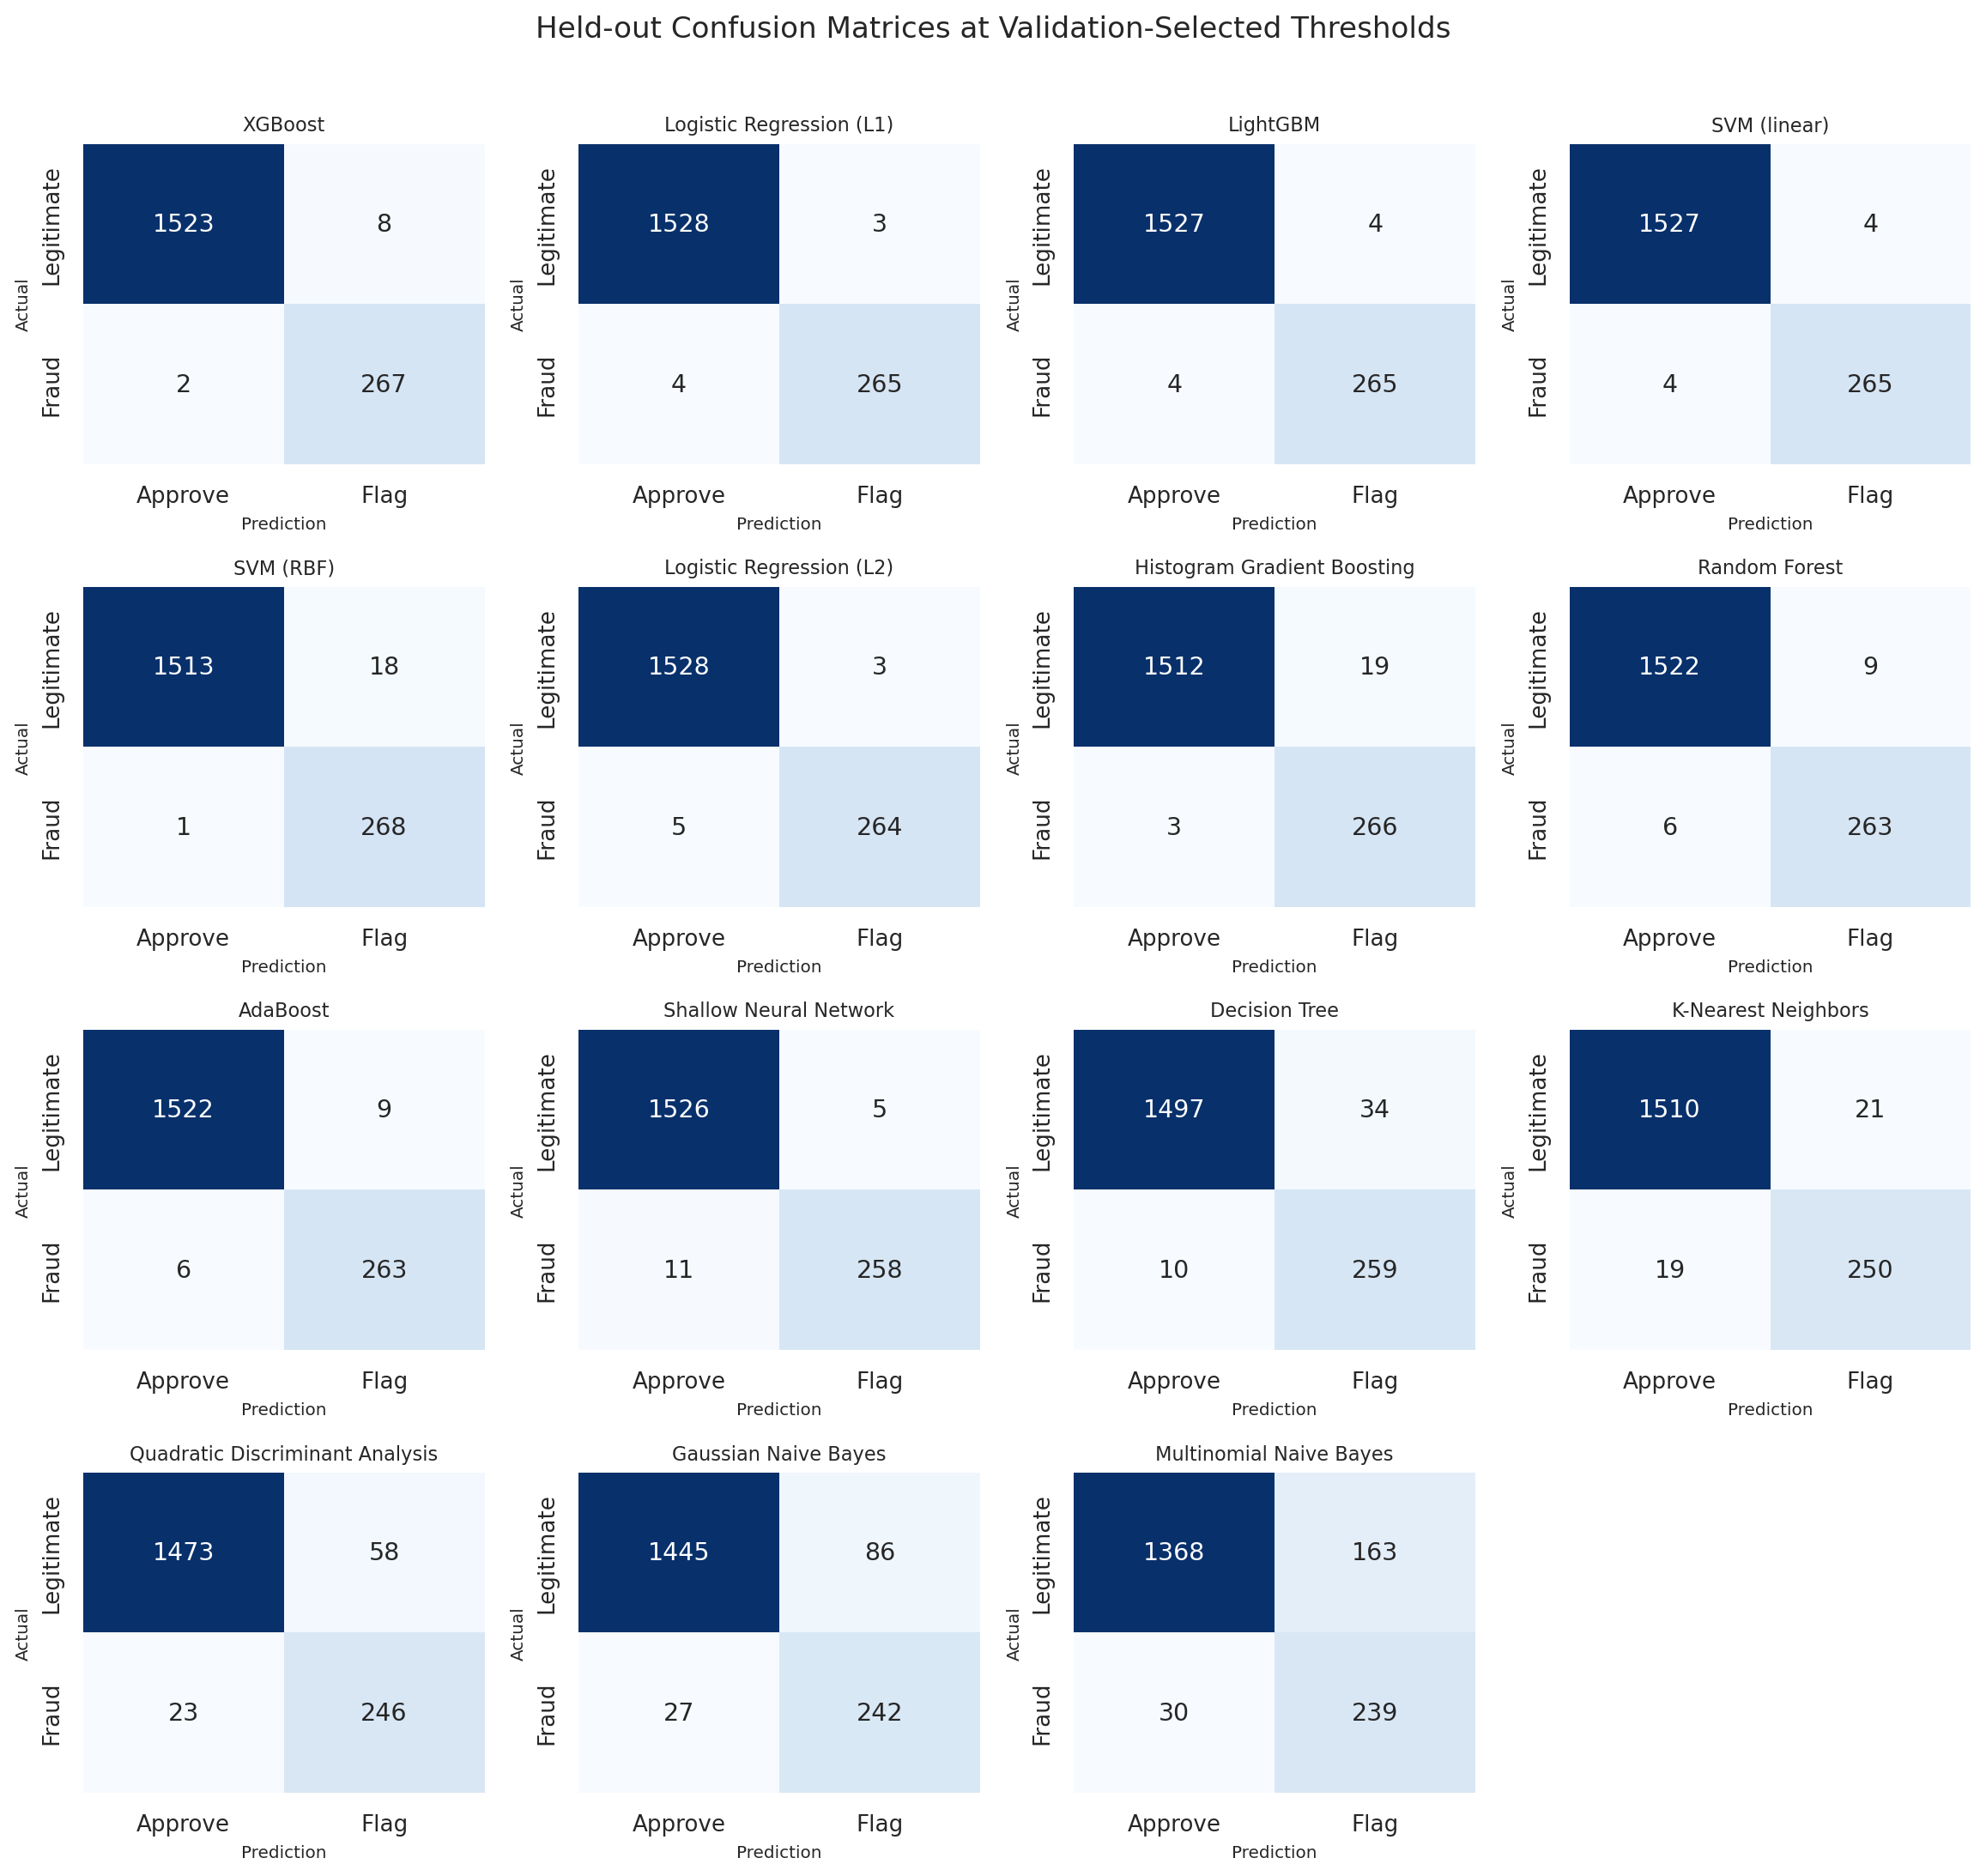 Held-out Confusion Matrices at Validation-Selected Thresholds
XGBoost
Actual
Legitimate
Fraud
1523 8
2 267
Approve Flag
Prediction
Logistic Regression (L1)
Actual
Legitimate
Fraud
1528 3
4 265
Approve Flag
Prediction
LightGBM
Actual
Legitimate
Fraud
1527 4
4 265
Approve Flag
Prediction
SVM (linear)
Actual
Legitimate
Fraud
1527 4
4 265
Approve Flag
Prediction
SVM (RBF)
Actual
Legitimate
Fraud
1513 18
1 268
Approve Flag
Prediction
Logistic Regression (L2)
Actual
Legitimate
Fraud
1528 3
5 264
Approve Flag
Prediction
Histogram Gradient Boosting
Actual
Legitimate
Fraud
1512 19
3 266
Approve Flag
Prediction
Random Forest
Actual
Legitimate
Fraud
1522 9
6 263
Approve Flag
Prediction
AdaBoost
Actual
Legitimate
Fraud
1522 9
6 263
Approve Flag
Prediction
Shallow Neural Network
Actual
Legitimate
Fraud
1526 5
11 258
Approve Flag
Prediction
Decision Tree
Actual
Legitimate
Fraud
1497 34
10 259
Approve Flag
Prediction
K-Nearest Neighbors
Actual
Legitimate
Fraud
1510 21
19 250
Approve Flag
Prediction
Quadratic Discriminant Analysis
Actual
Legitimate
Fraud
1473 58
23 246
Approve Flag
Prediction
Gaussian Naive Bayes
Actual
Legitimate
Fraud
1445 86
27 242
Approve Flag
Prediction
Multinomial Naive Bayes
Actual
Legitimate
Fraud
1368 163
30 239
Approve Flag
Prediction